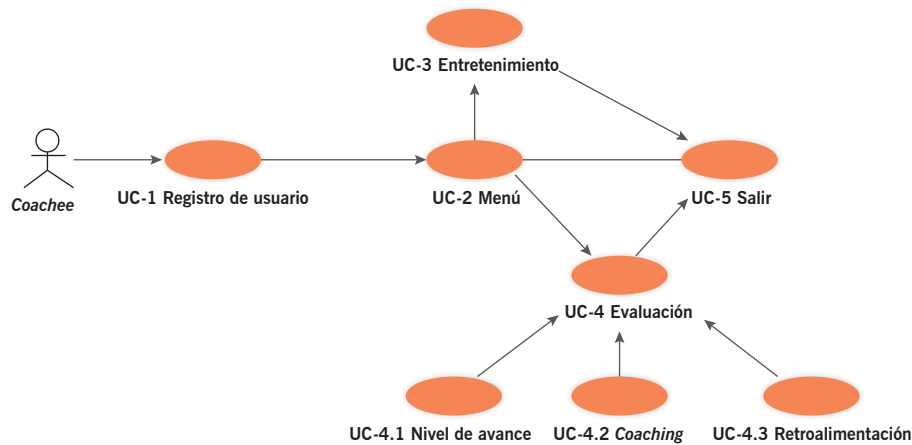 UC-3 Entretenimiento
Coachee
UC-1 Registro de usuario
UC-2 Menú
UC-5 Salir
UC-4 Evaluación
UC-4.1 Nivel de avance
UC-4.2 Coaching
UC-4.3 Retroalimentación